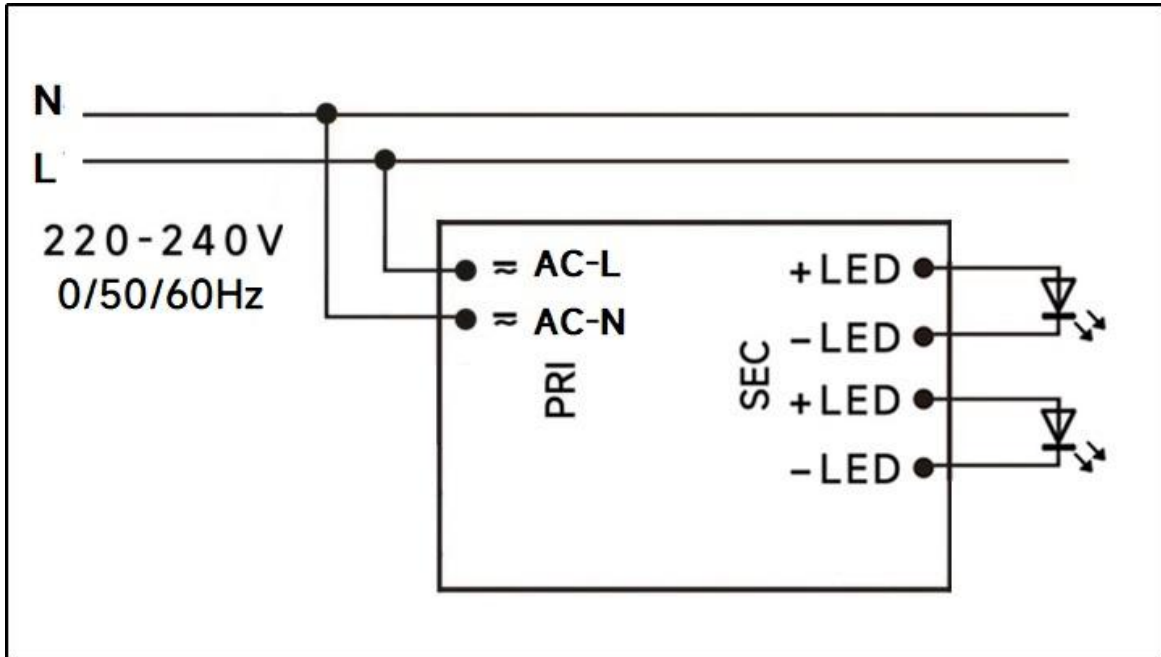 N
L
220-240V
0/50/60Hz
≂ AC-L
≂ AC-N
PRI
SEC
+LED
-LED
+LED
-LED